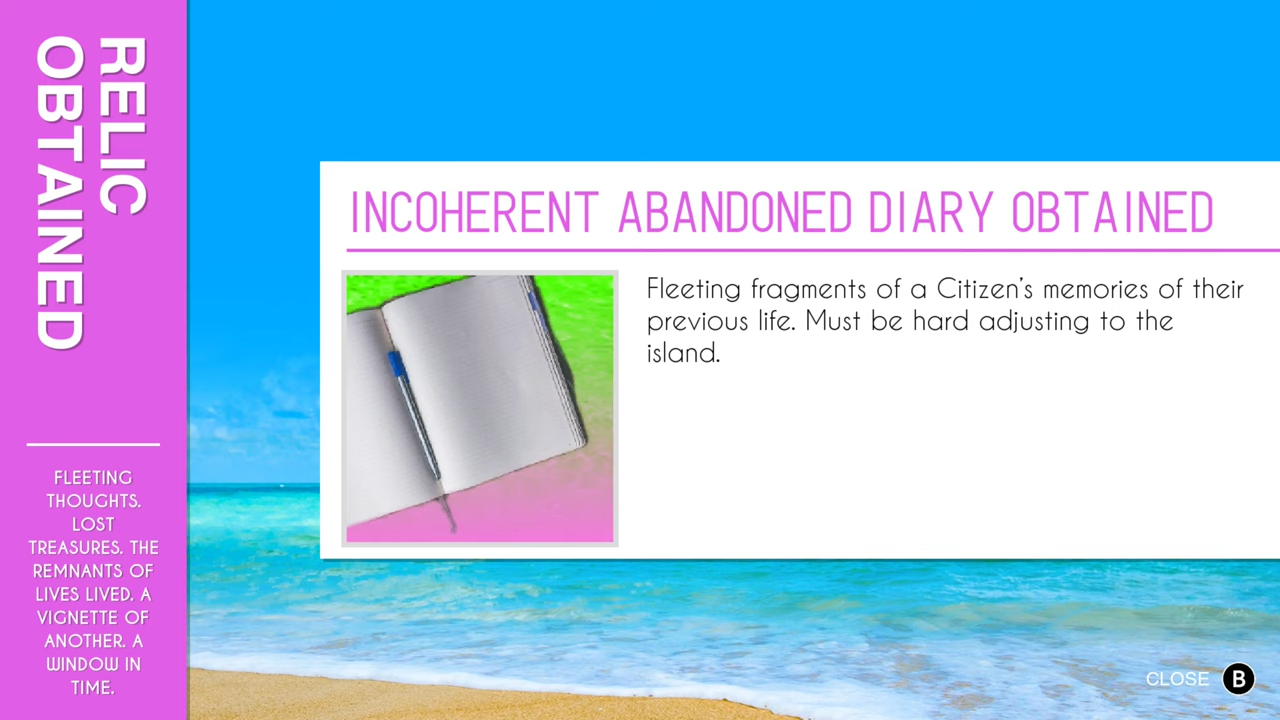 RELIC
OBTAINED
FLEETING
THOUGHTS.
LOST
TREASURES. THE
REMNANTS OF
LIVES LIVED. A
VIGNETTE OF
ANOTHER. A
WINDOW IN
TIME.
INCOHERENT ABANDONED DIARY OBTAINED
Fleeting fragments of a Citizen's memories of their
previous life. Must be hard adjusting to the
island.
CLOSE B